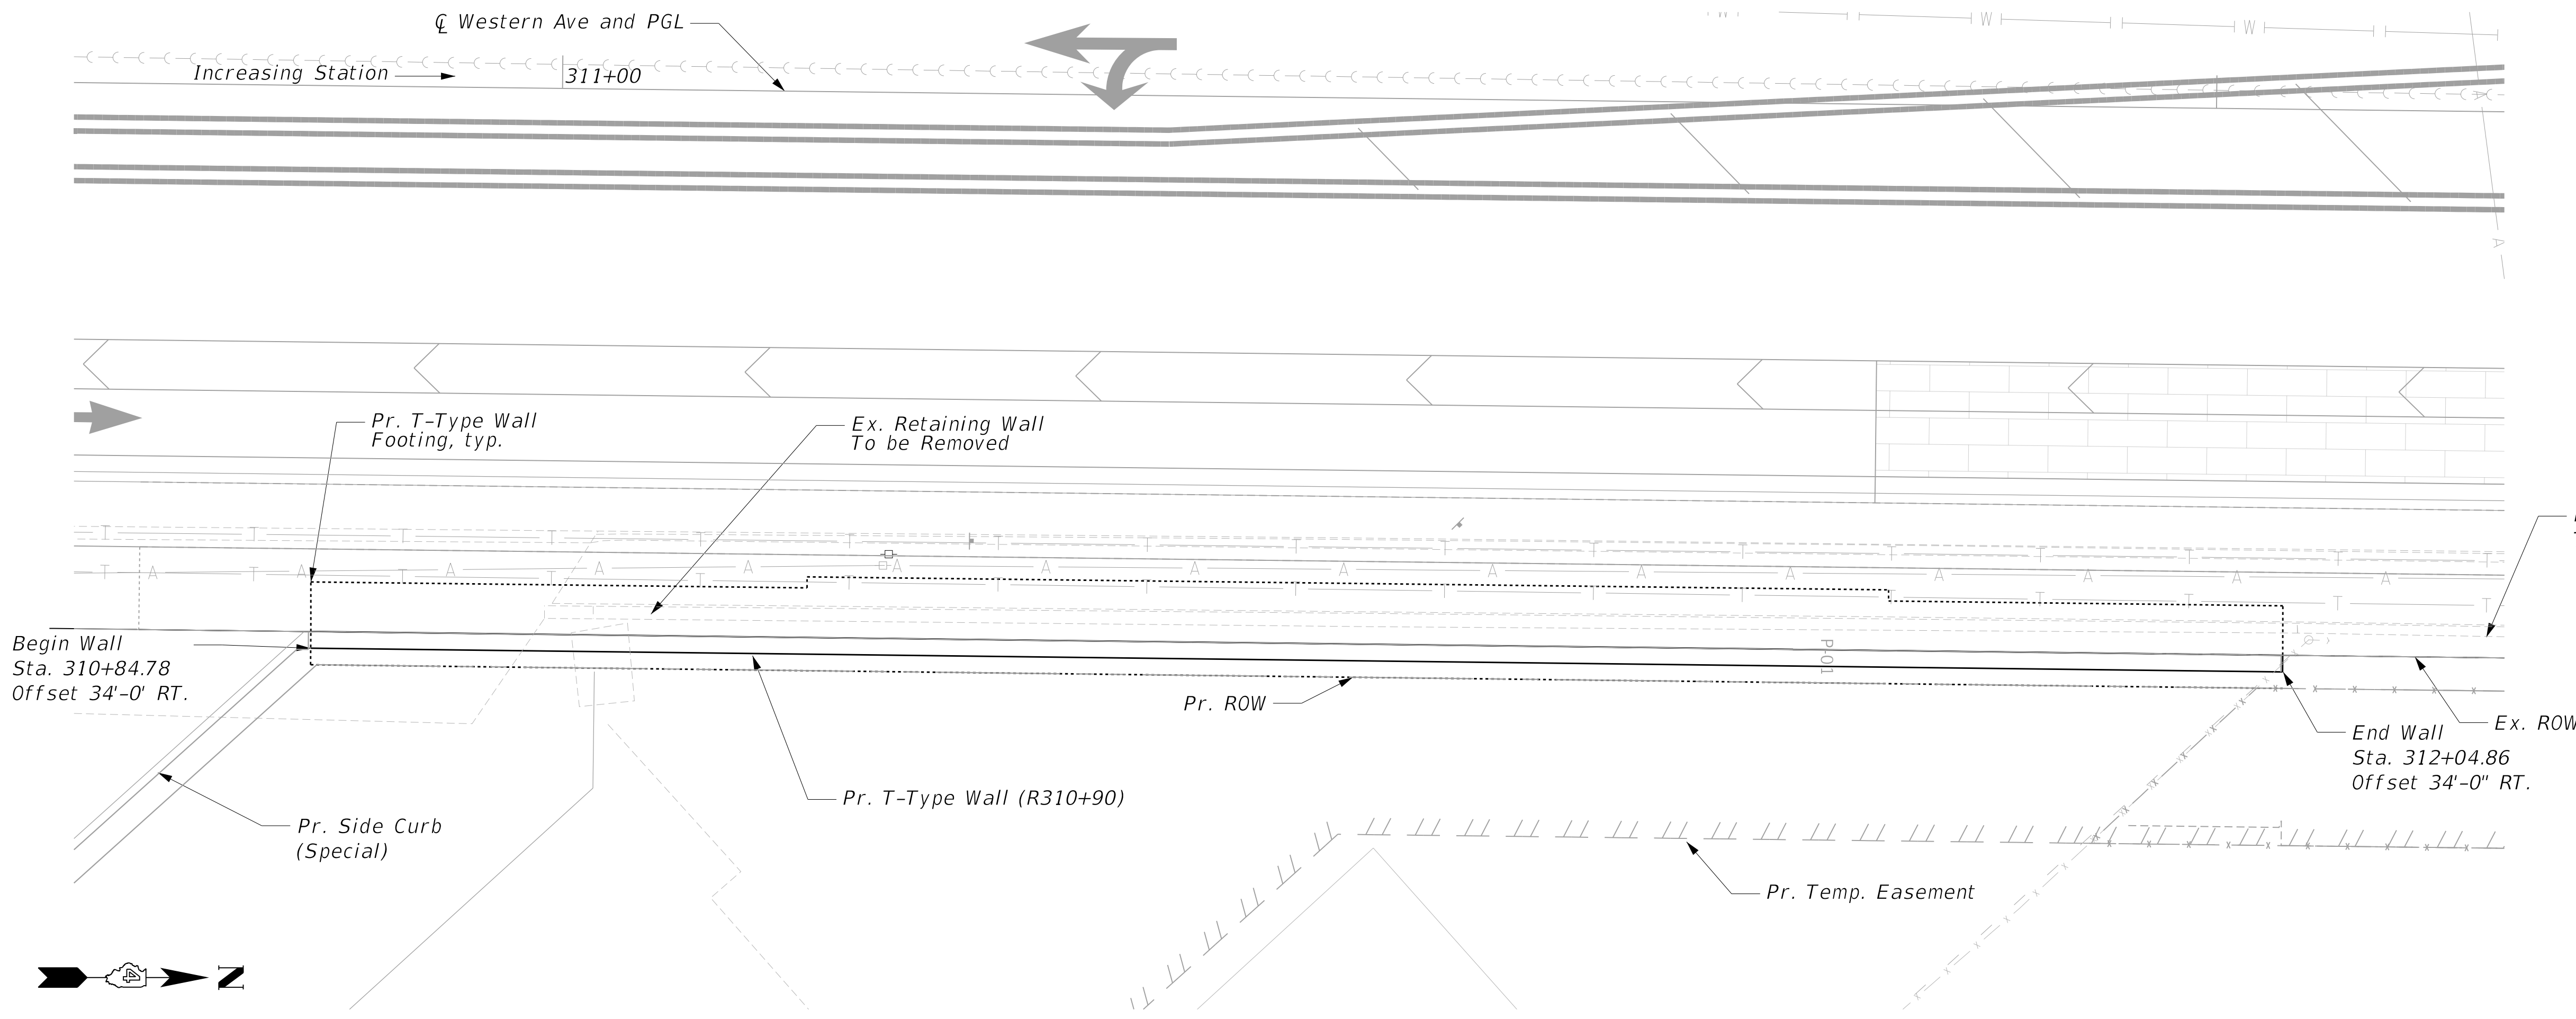 ℄ Western Ave and PGL
Increasing Station
311+00
W
W
W
A
A
Pr. T-Type Wall
Footing, typ.
Ex. Retaining Wall
To be Removed
T T T T T T T T T T T T T T T T T
A A A A A A A A A A A A A A A A
T T T T T T T T T T T T T T T T T
Begin Wall
Sta. 310+84.78
Offset 34'-0' RT.
P-01
Pr. ROW
Ex. ROW
End Wall
Sta. 312+04.86
Offset 34'-0" RT.
Pr. T-Type Wall (R310+90)
Pr. Side Curb
(Special)
Pr. Temp. Easement
4
N